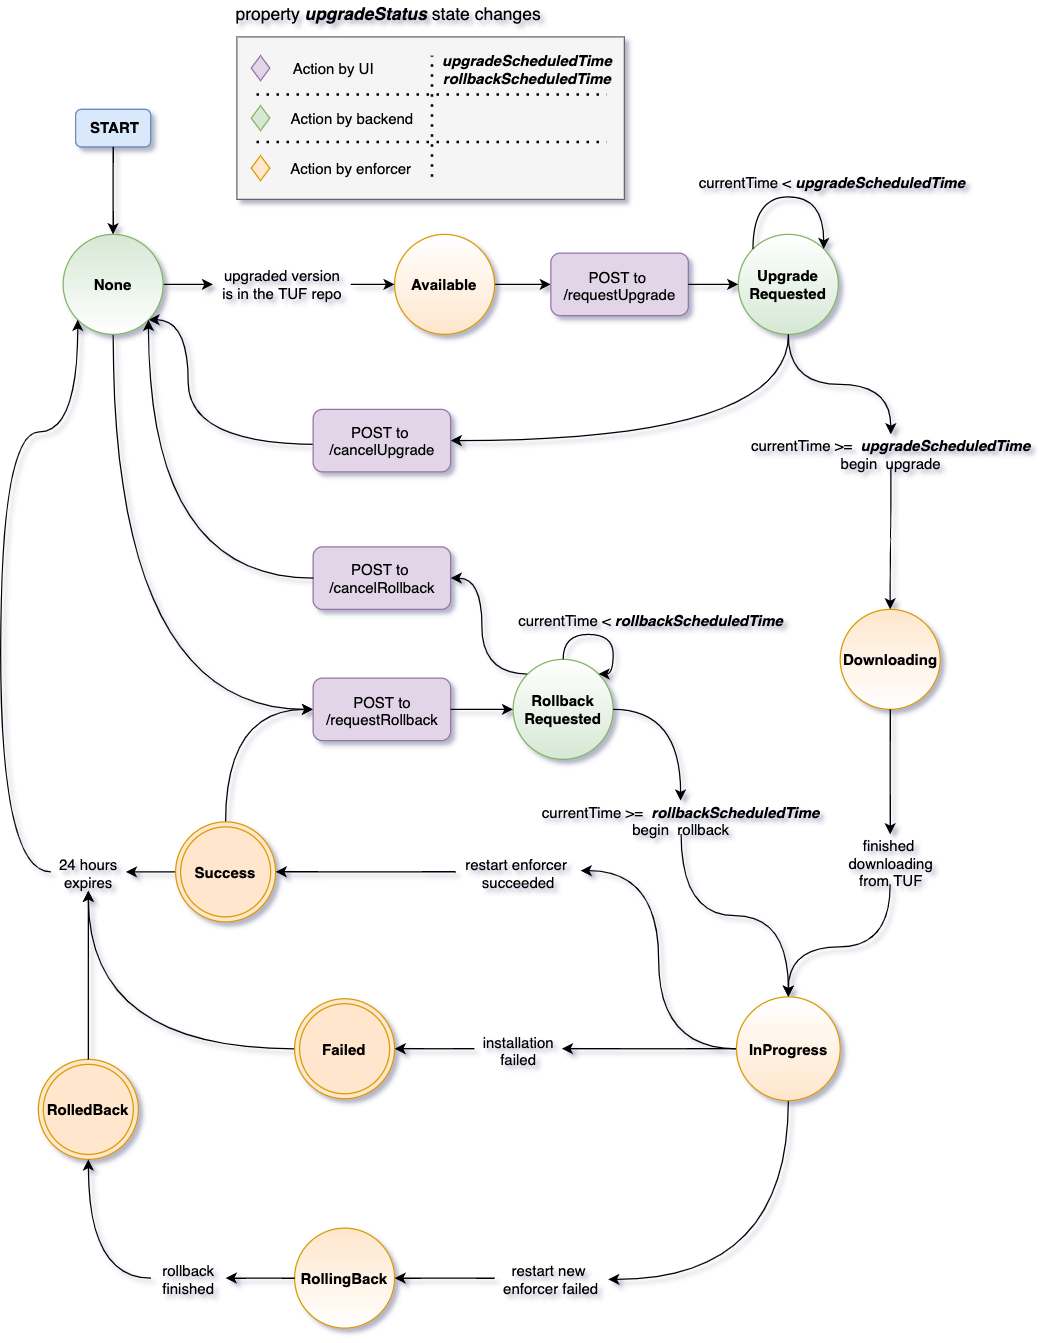 property upgradeStatus state changes
Action by UI
upgradeScheduledTime
rollbackScheduledTime
Action by backend
Action by enforcer
START
currentTime < upgradeScheduledTime
None
upgraded version
is in the TUF repo
Available
POST to
/requestUpgrade
Upgrade
Requested
POST to
/cancelUpgrade
currentTime >= upgradeScheduledTime
begin upgrade
POST to
/cancelRollback
currentTime < rollbackScheduledTime
Downloading
POST to
/requestRollback
Rollback
Requested
currentTime >= rollbackScheduledTime
begin rollback
finished
downloading
from TUF
24 hours
expires
Success
restart enforcer
succeeded
Failed
installation
failed
InProgress
RolledBack
rollback
finished
RollingBack
restart new
enforcer failed